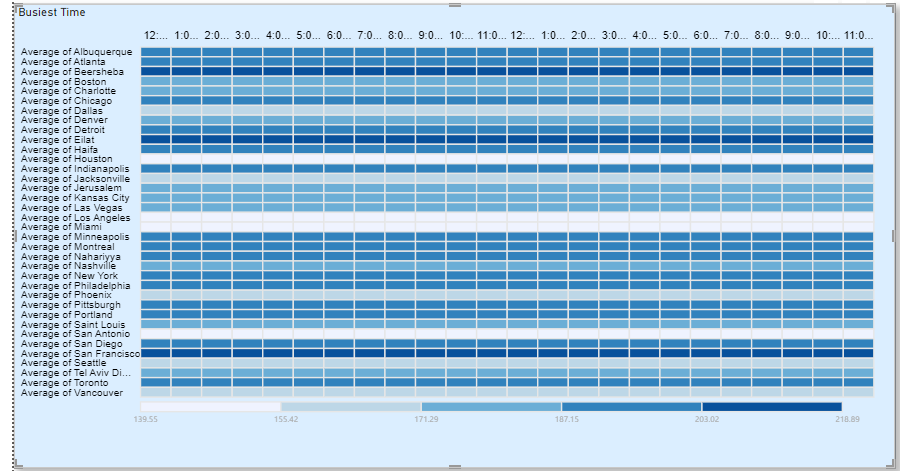 Busiest Time
12:... 1:0... 2:0... 3:0... 4:0... 5:0... 6:0... 7:0... 8:0... 9:0... 10:... 11:0... 12:... 1:0... 2:0... 3:0... 4:0... 5:0... 6:0... 7:0... 8:0... 9:0... 10:... 11:0...
Average of Albuquerque
Average of Atlanta
Average of Beersheba
Average of Boston
Average of Charlotte
Average of Chicago
Average of Dallas
Average of Denver
Average of Detroit
Average of Eilat
Average of Haifa
Average of Houston
Average of Indianapolis
Average of Jacksonville
Average of Jerusalem
Average of Kansas City
Average of Las Vegas
Average of Los Angeles
Average of Miami
Average of Minneapolis
Average of Montreal
Average of Nahariyya
Average of Nashville
Average of New York
Average of Philadelphia
Average of Phoenix
Average of Pittsburgh
Average of Portland
Average of Saint Louis
Average of San Antonio
Average of San Diego
Average of San Francisco
Average of Seattle
Average of Tel Aviv Di...
Average of Toronto
Average of Vancouver
139.55 155.42 171.29 187.15 203.02 218.89